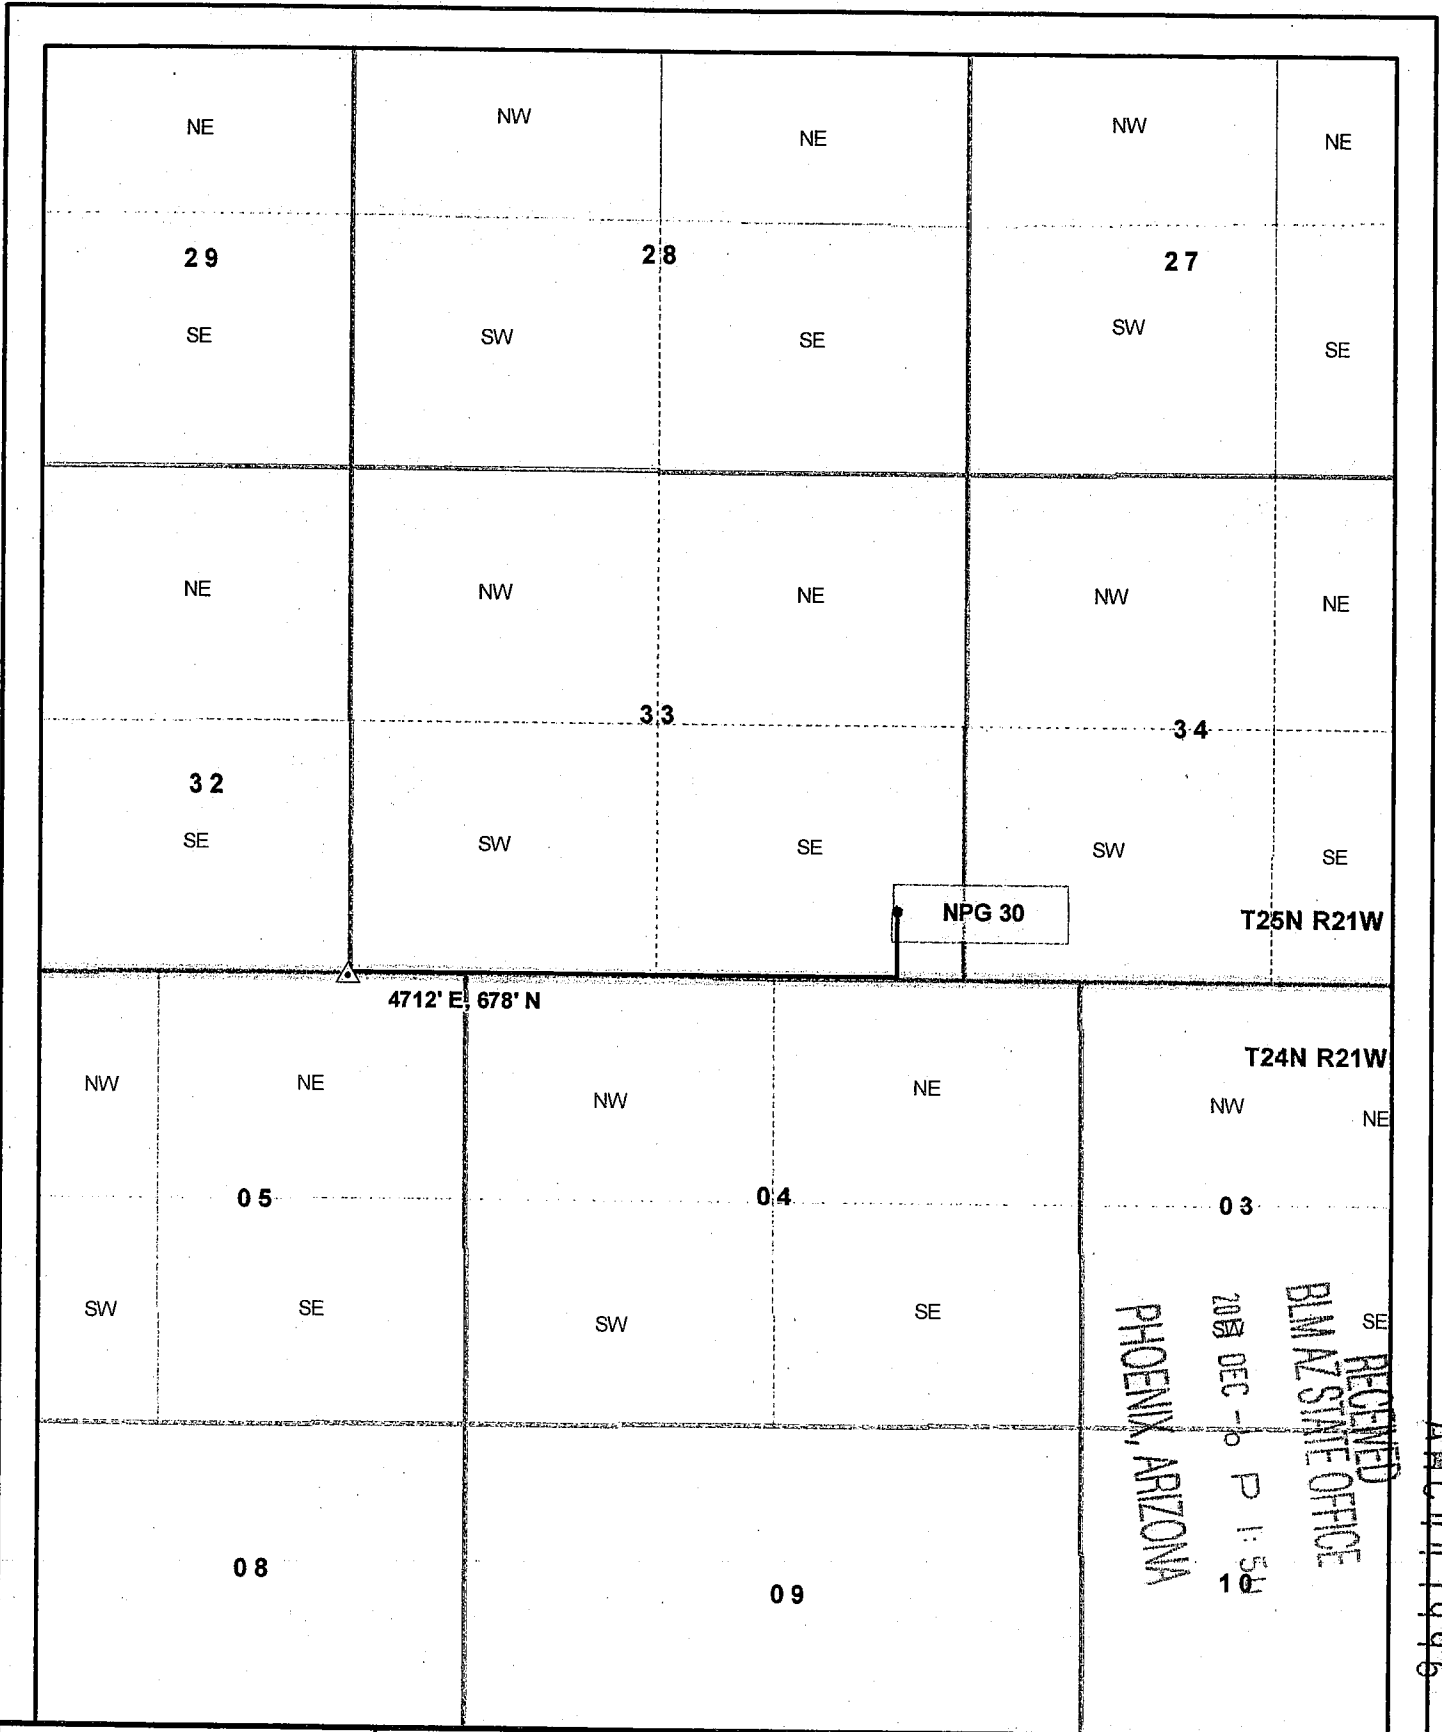 NE NW NE NW NE
29 28 27
SE SW SE SW SE
NE NW NE NW NE
33 34
32
SE SW SE SW SE
NPG 30
T25N R21W
4712' E, 678' N
T24N R21W
NW NE NW NE NW NE
05 04 03
SW SE SW SE SW SE
RECEIVED
BLM AZ STATE OFFICE
DEC -6 P 1:
PHOENIX, ARIZONA
08 09 10